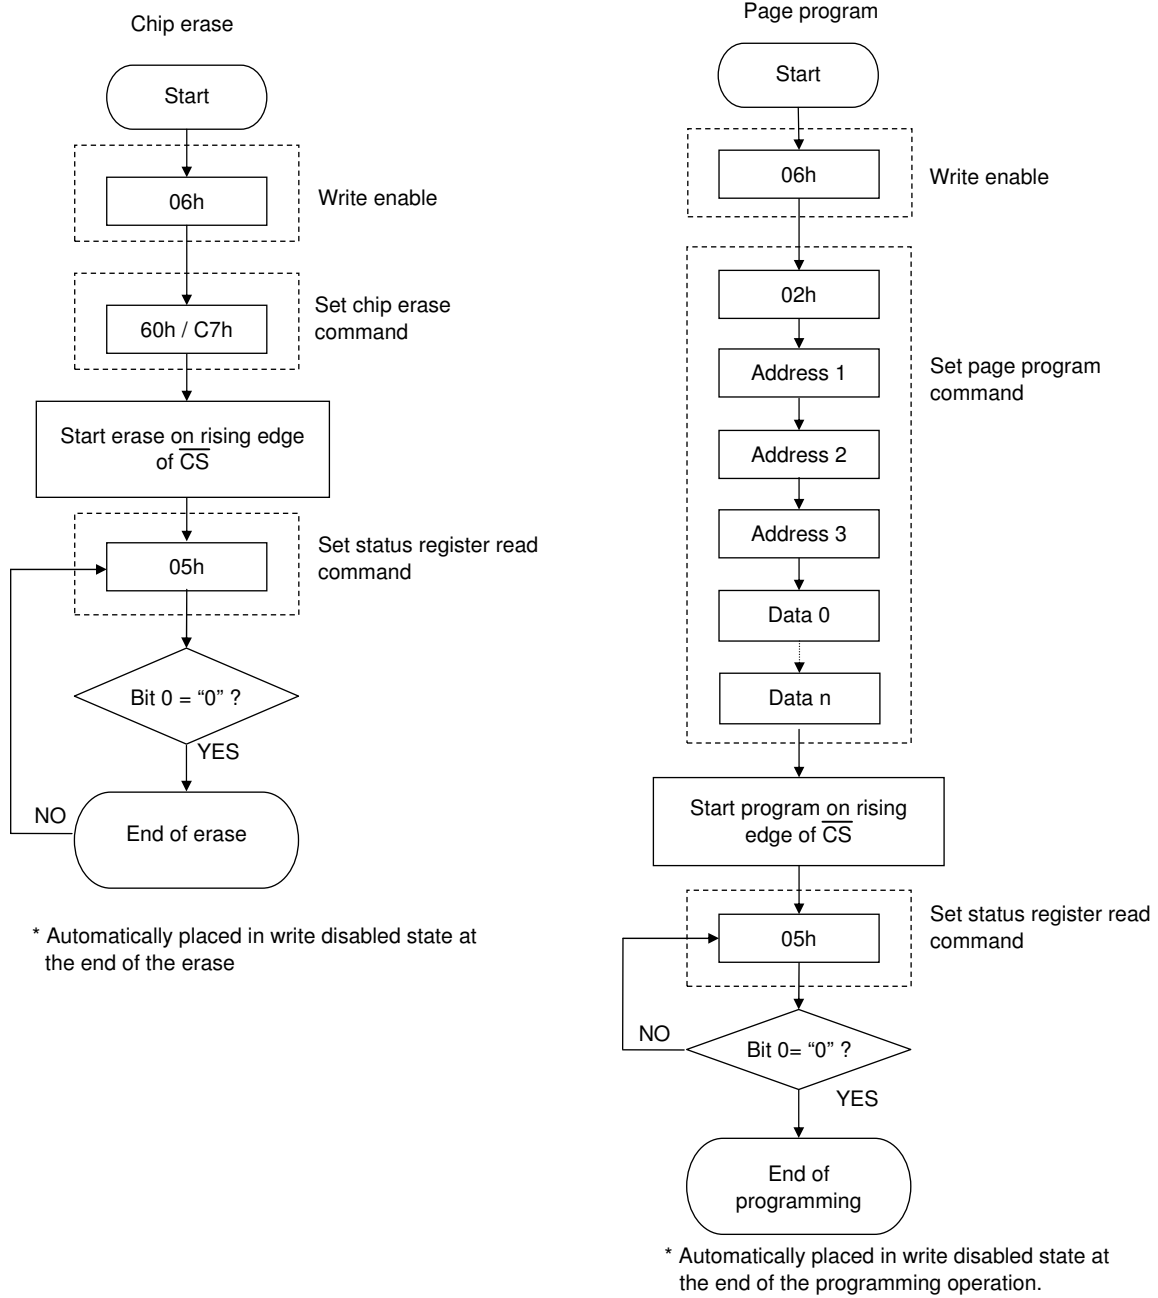 Chip erase
Start
06h
Write enable
60h / C7h
Set chip erase
command
Start erase on rising edge
of C̅S̅
05h
Set status register read
command
Bit 0 = “0” ?
YES
NO
End of erase
* Automatically placed in write disabled state at
the end of the erase
Page program
Start
06h
Write enable
02h
Address 1
Set page program
command
Address 2
Address 3
Data 0
Data n
Start program on rising
edge of C̅S̅
05h
Set status register read
command
NO
Bit 0= “0” ?
YES
End of
programming
* Automatically placed in write disabled state at
the end of the programming operation.